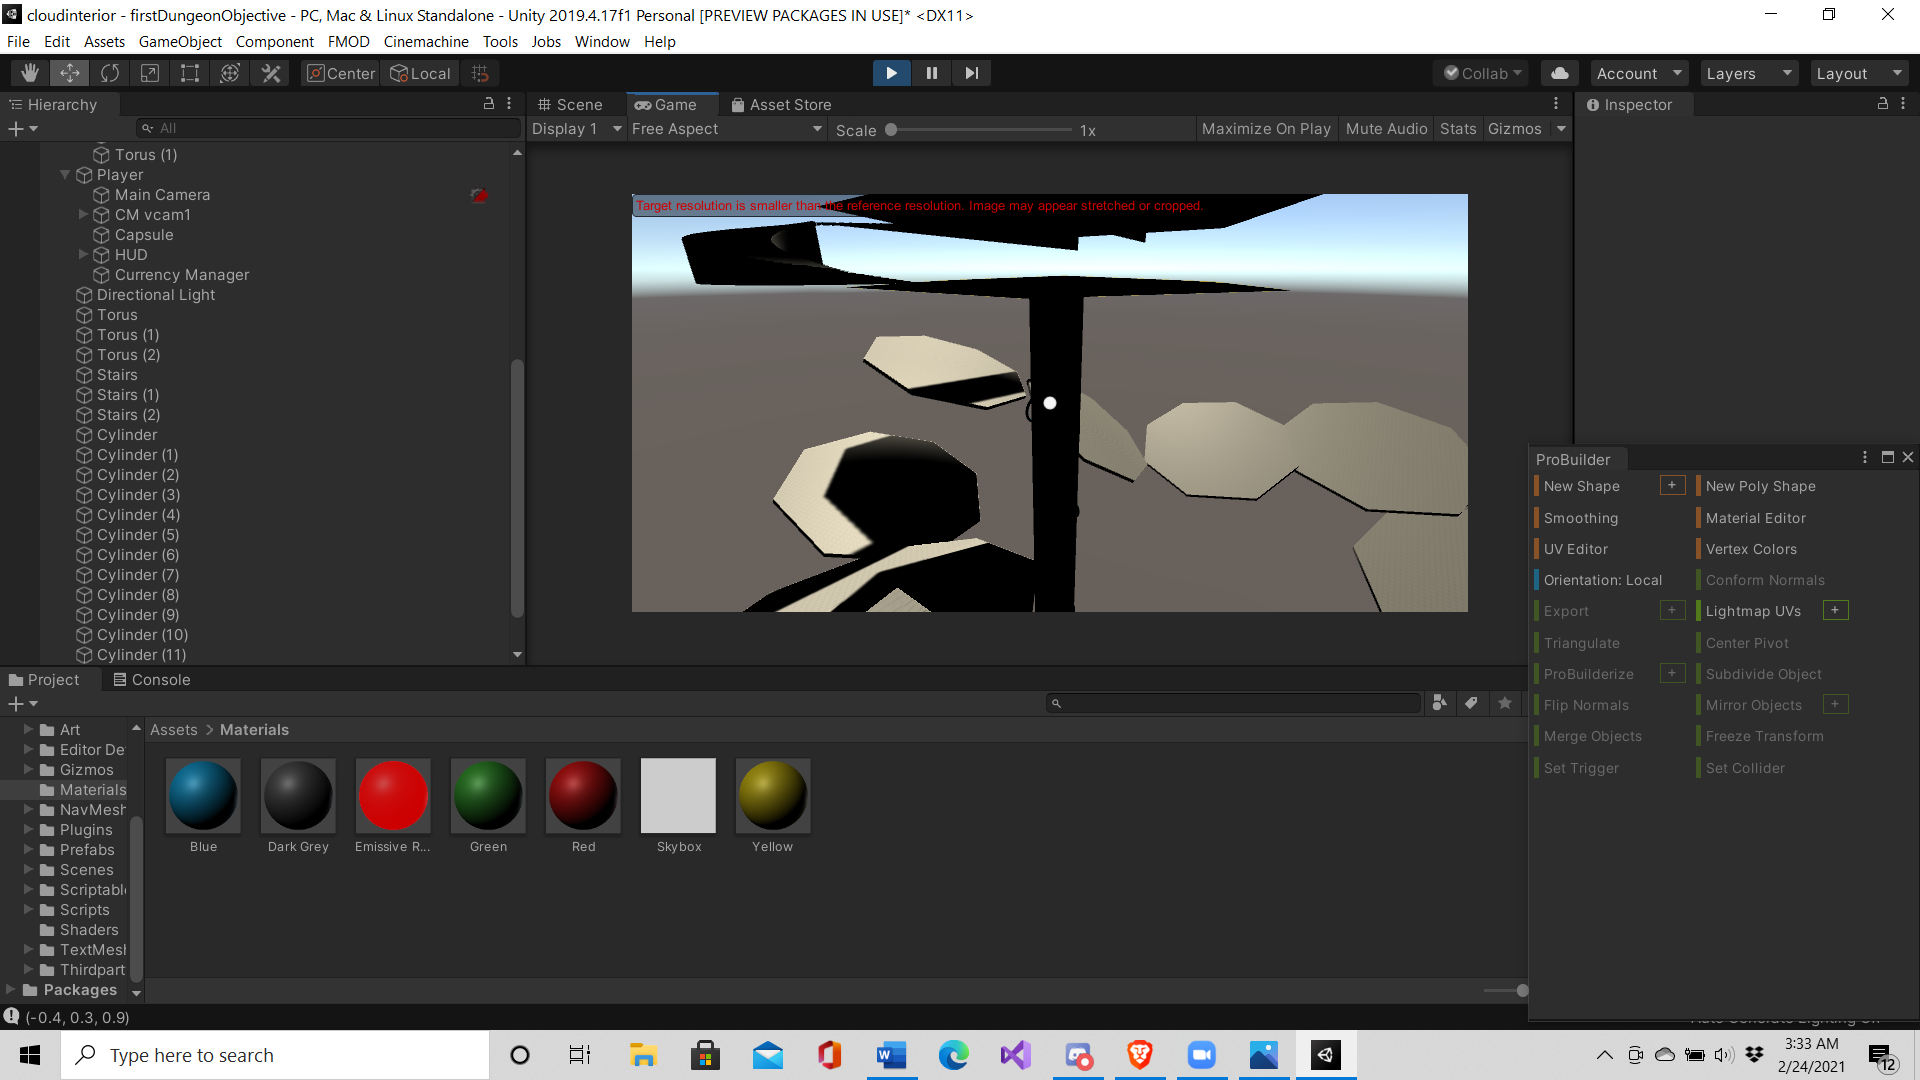 cloudinterior - firstDungeonObjective - PC, Mac & Linux Standalone - Unity 2019.4.17f1 Personal [PREVIEW PACKAGES IN USE]* <DX11>
File Edit Assets GameObject Component FMOD Cinemachine Tools Jobs Window Help
Center Local Collab Account Layers Layout
Hierarchy Scene Game Asset Store Inspector
All Display 1 Free Aspect Scale 1x Maximize On Play Mute Audio Stats Gizmos
Torus (1)
Player
Main Camera
CM vcam1
Capsule
HUD
Currency Manager
Directional Light
Torus
Torus (1)
Torus (2)
Stairs
Stairs (1)
Stairs (2)
Cylinder
Cylinder (1)
Cylinder (2)
Cylinder (3)
Cylinder (4)
Cylinder (5)
Cylinder (6)
Cylinder (7)
Cylinder (8)
Cylinder (9)
Cylinder (10)
Cylinder (11)
Target resolution is smaller than the reference resolution. Image may appear stretched or cropped.
ProBuilder
New Shape + New Poly Shape
Smoothing Material Editor
UV Editor Vertex Colors
Orientation: Local Conform Normals
Export + Lightmap UVs +
Triangulate Center Pivot
ProBuilderize + Subdivide Object
Flip Normals Mirror Objects +
Merge Objects Freeze Transform
Set Trigger Set Collider
Project Console
Art
Editor De
Gizmos
Materials
NavMesh
Plugins
Prefabs
Scenes
Scriptabl
Scripts
Shaders
TextMesh
Thirdpart
Packages
Assets > Materials
Blue Dark Grey Emissive R... Green Red Skybox Yellow
(-0.4, 0.3, 0.9)
Auto Generate Lighting Off
Type here to search
3:33 AM
2/24/2021
12